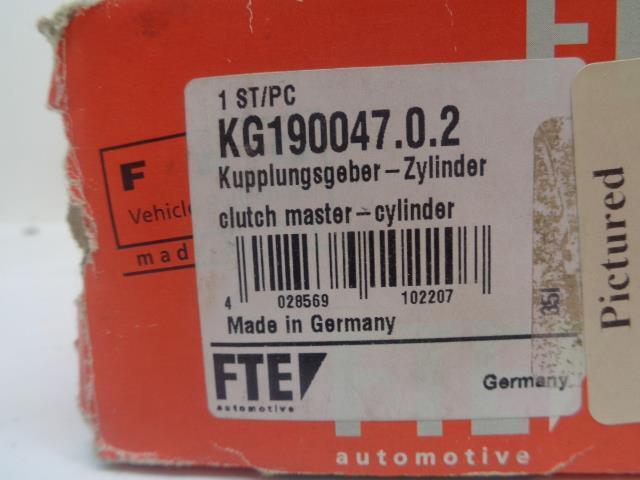 1 ST/PC
KG190047.0.2
Kupplungsgeber-Zylinder
clutch master-cylinder
4 028569 102207
Made in Germany
FTE
automotive
Germany
35I
Pictured
F
Vehicle
mad
automotive